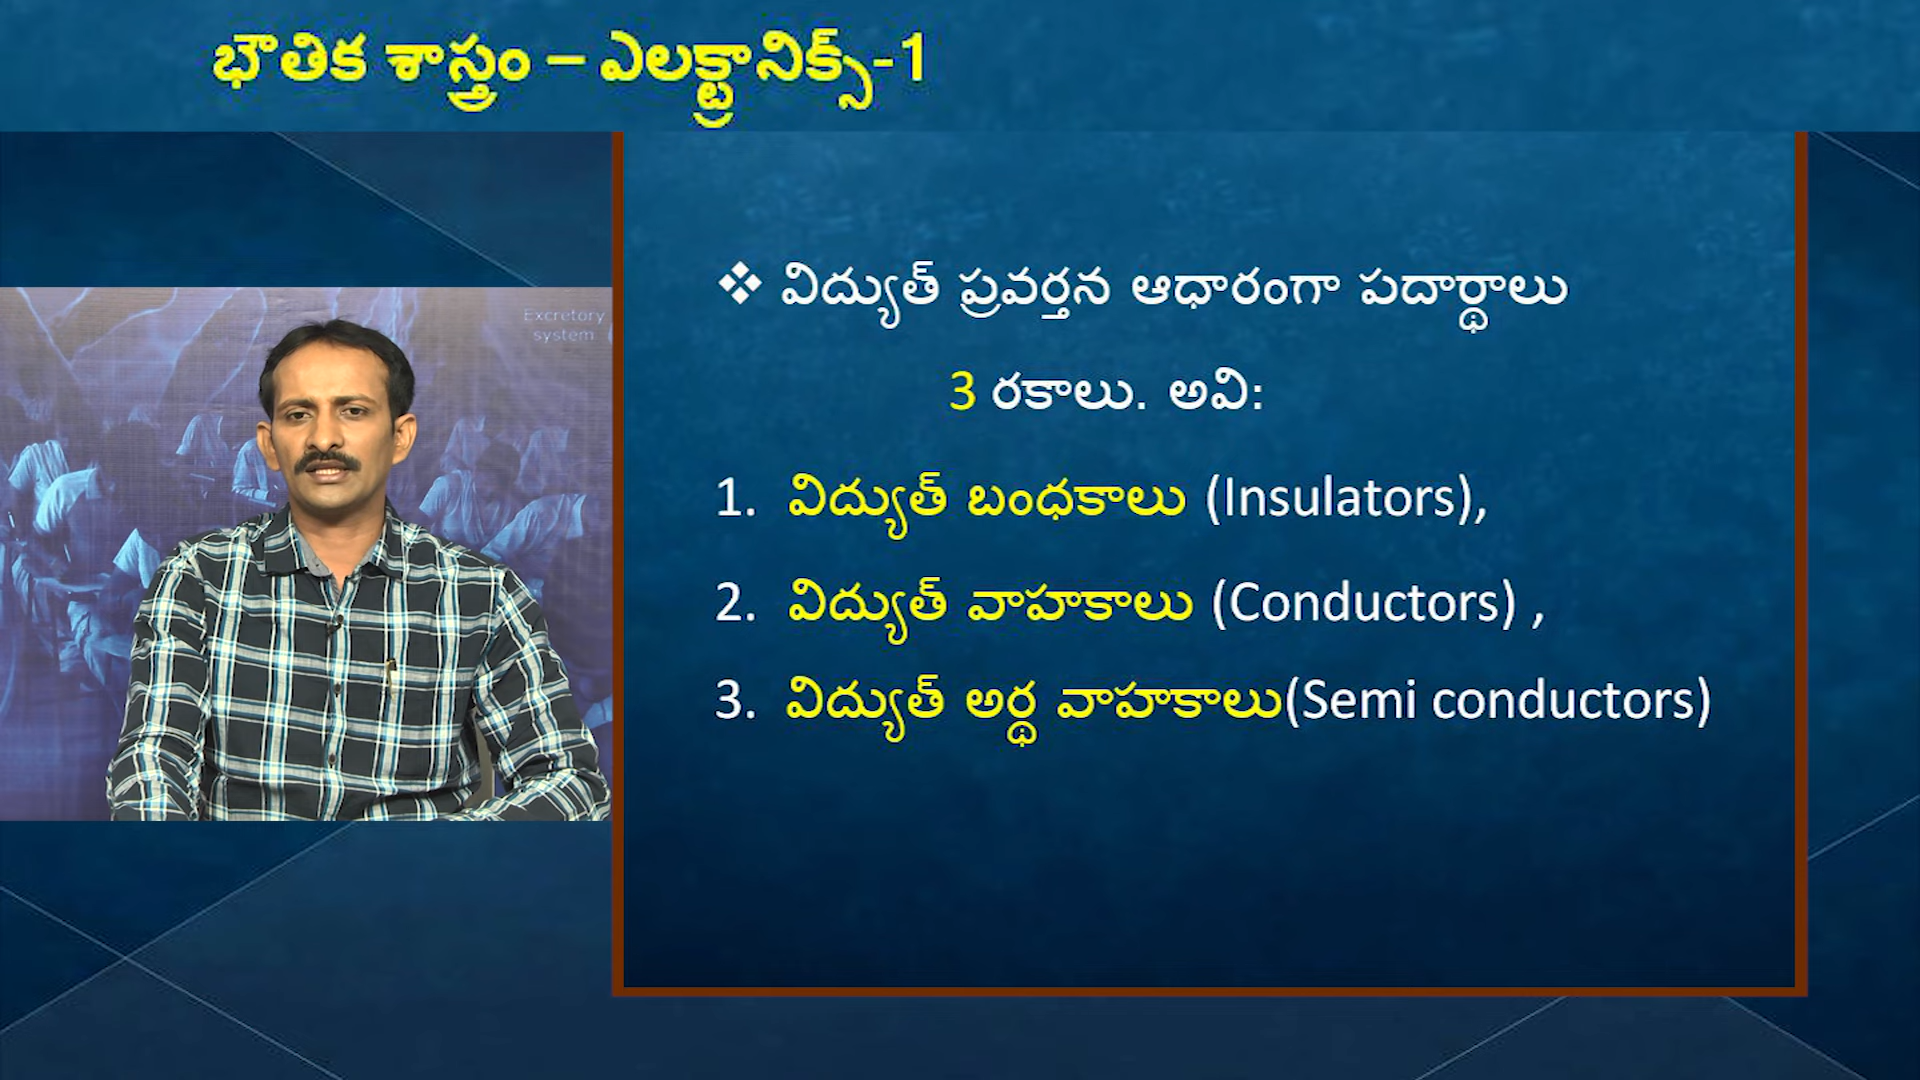 భౌతిక శాస్త్రం – ఎలక్ట్రానిక్స్-1
Excretory
system
❖ విద్యుత్ ప్రవర్తన ఆధారంగా పదార్థాలు
3 రకాలు. అవి:
1. విద్యుత్ బంధకాలు (Insulators),
2. విద్యుత్ వాహకాలు (Conductors) ,
3. విద్యుత్ అర్థ వాహకాలు(Semi conductors)